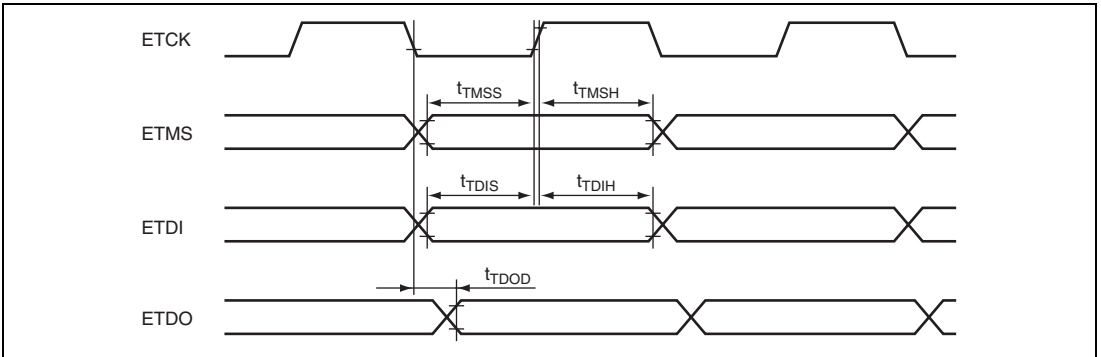 ETCK
tTMSS tTMSH
ETMS
tTDIS tTDIH
ETDI
tTDOD
ETDO